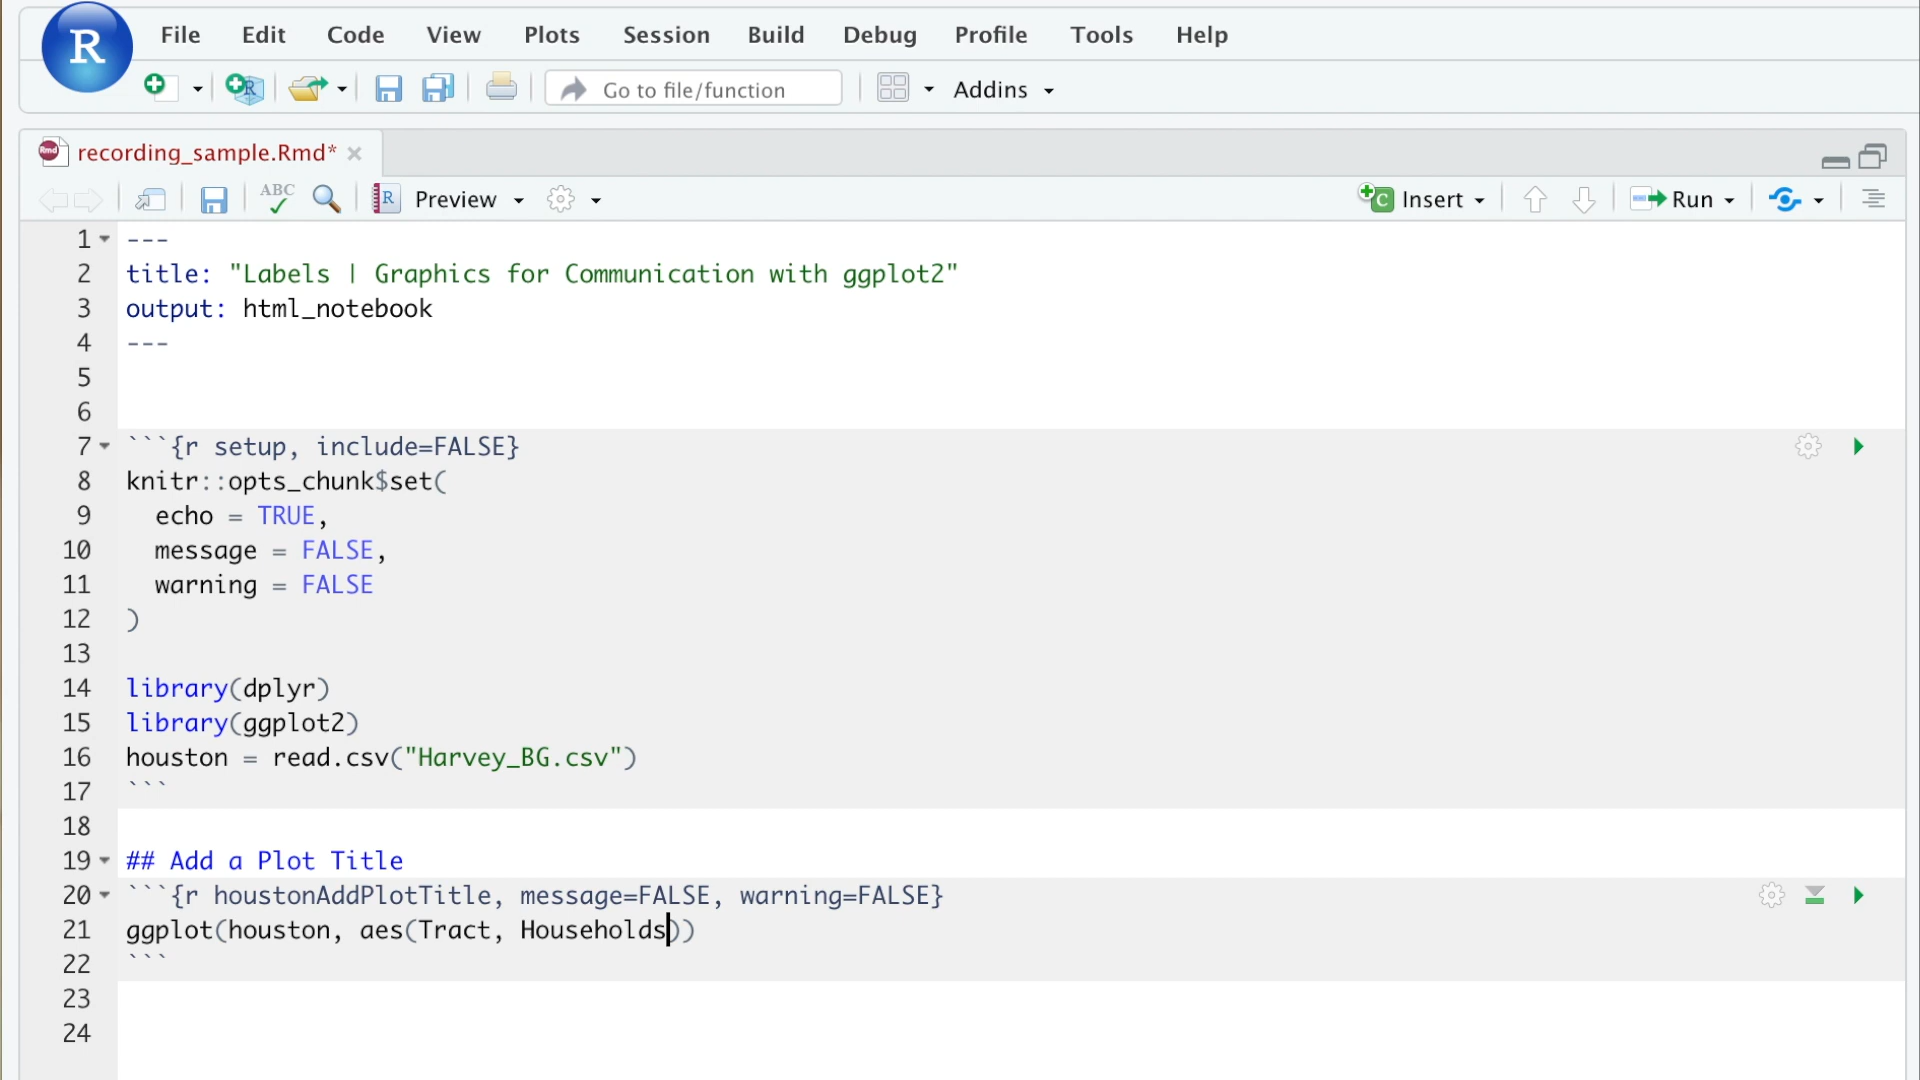 R File Edit Code View Plots Session Build Debug Profile Tools Help
Go to file/function Addins
recording_sample.Rmd*
ABC Preview Insert Run
1 ---
2 title: "Labels | Graphics for Communication with ggplot2"
3 output: html_notebook
4 ---
5
6
7 ```{r setup, include=FALSE}
8 knitr::opts_chunk$set(
9   echo = TRUE,
10   message = FALSE,
11   warning = FALSE
12 )
13
14 library(dplyr)
15 library(ggplot2)
16 houston = read.csv("Harvey_BG.csv")
17 ```
18
19 ## Add a Plot Title
20 ```{r houstonAddPlotTitle, message=FALSE, warning=FALSE}
21 ggplot(houston, aes(Tract, Households))
22 ```
23
24